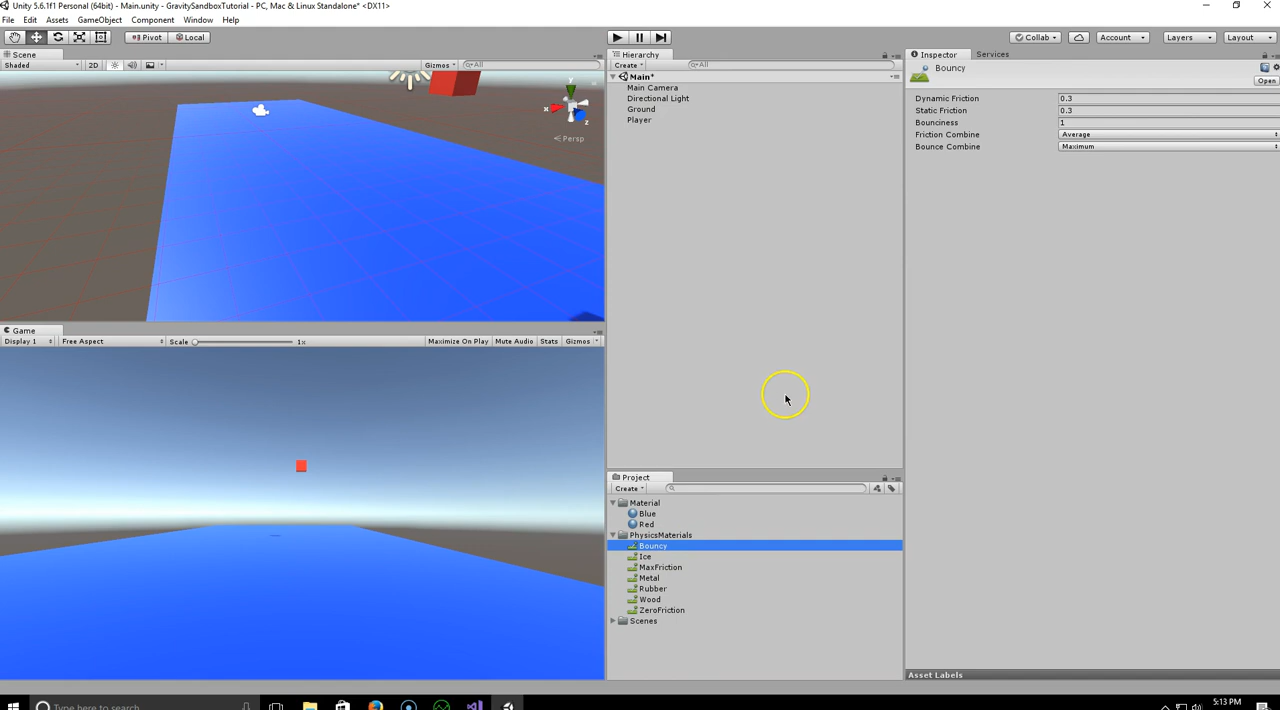 Unity 5.6.1f1 Personal (64bit) - Main.unity - GravitySandboxTutorial - PC, Mac & Linux Standalone* <DX11>
File Edit Assets GameObject Component Window Help
Pivot Local Collab Account Layers Layout
Scene
Shaded 2D Gizmos All
y
x
z
Persp
Game
Display 1 Free Aspect Scale 1x Maximize On Play Mute Audio Stats Gizmos
Hierarchy
Create All
Main*
Main Camera
Directional Light
Ground
Player
Project
Create
Material
Blue
Red
PhysicsMaterials
Bouncy
Ice
MaxFriction
Metal
Rubber
Wood
ZeroFriction
Scenes
Inspector Services
Bouncy
Open
Dynamic Friction 0.3
Static Friction 0.3
Bounciness 1
Friction Combine Average
Bounce Combine Maximum
Asset Labels
Type here to search
5:13 PM